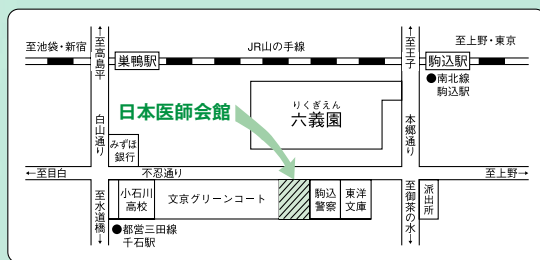 至池袋・新宿
←至高島平
巣鴨駅
JR山の手線
←至王子
駒込駅
至上野・東京
●南北線
駒込駅
日本医師会館
りくぎえん
六義園
白山通り
本郷通り
みずほ
銀行
←至目白
不忍通り
至上野→
至水道橋→
小石川
高校
文京グリーンコート
駒込
警察
東洋
文庫
至御茶の水→
派出所
●都営三田線
千石駅